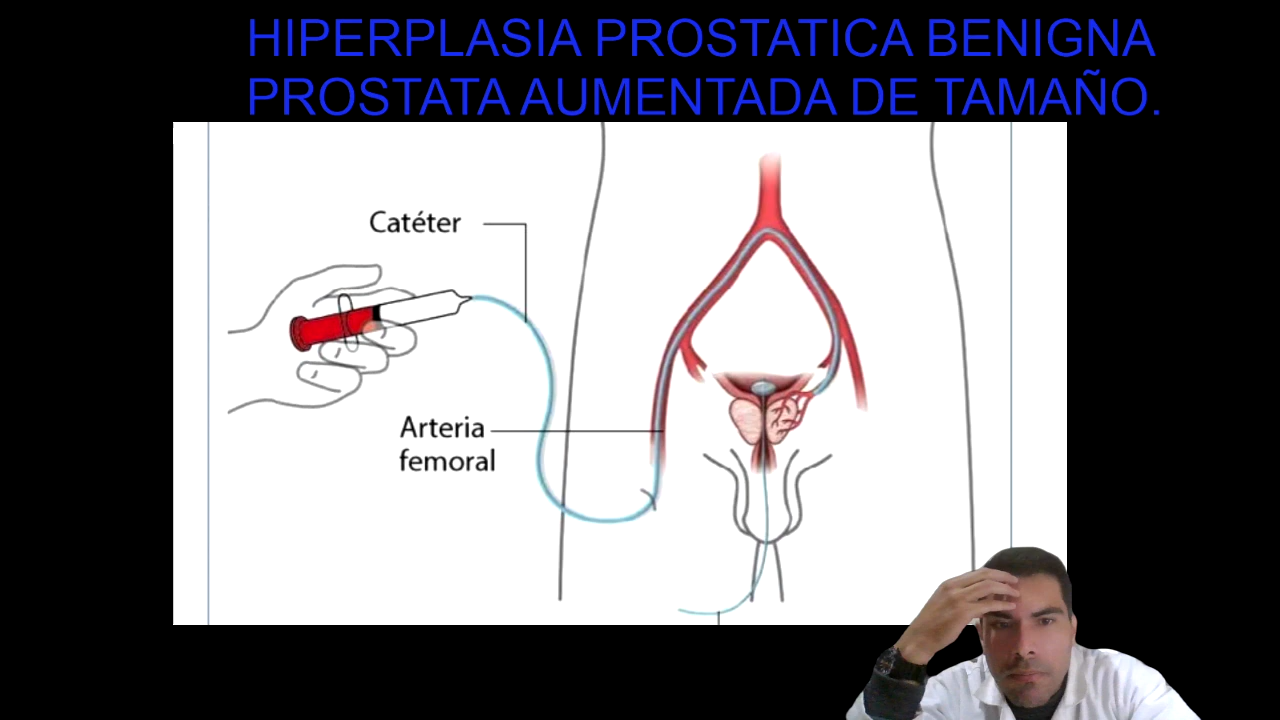 HIPERPLASIA PROSTATICA BENIGNA
PROSTATA AUMENTADA DE TAMAÑO.
Catéter
Arteria
femoral